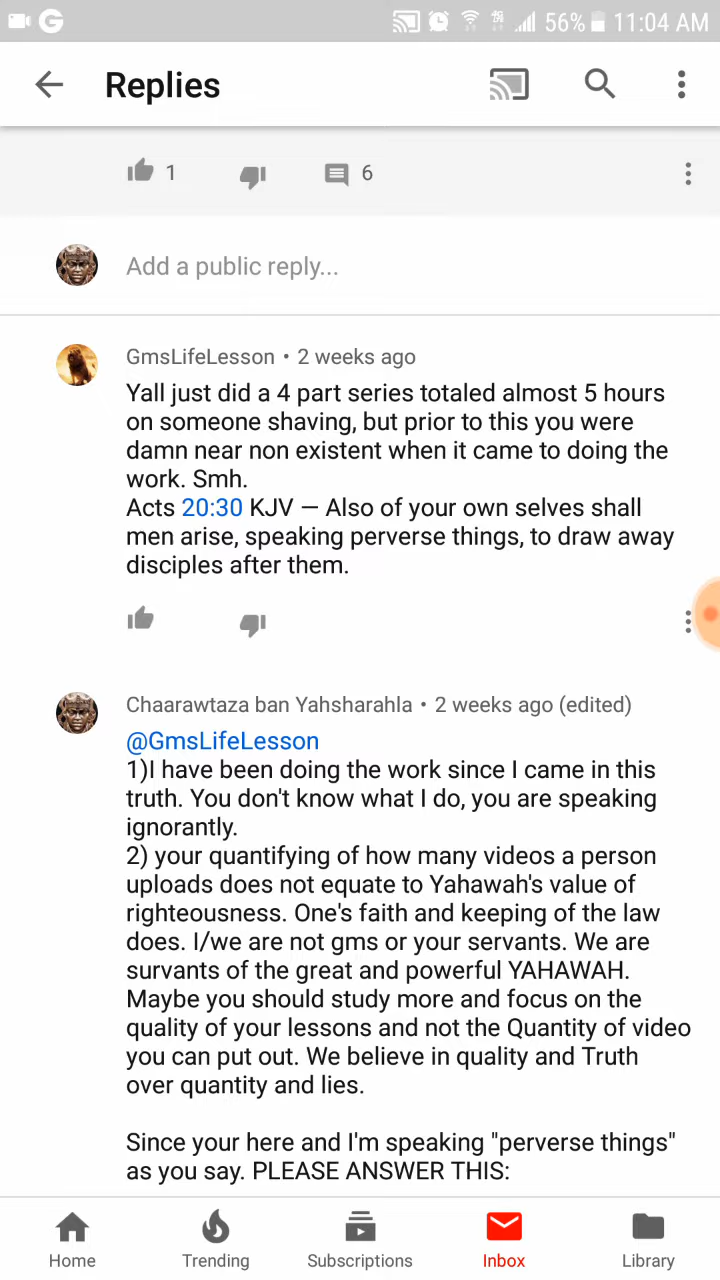 56% 11:04 AM
Replies
1
6
Add a public reply...
GmsLifeLesson • 2 weeks ago
Yall just did a 4 part series totaled almost 5 hours
on someone shaving, but prior to this you were
damn near non existent when it came to doing the
work. Smh.
Acts 20:30 KJV — Also of your own selves shall
men arise, speaking perverse things, to draw away
disciples after them.
Chaarawtaza ban Yahsharahla • 2 weeks ago (edited)
@GmsLifeLesson
1)I have been doing the work since I came in this
truth. You don't know what I do, you are speaking
ignorantly.
2) your quantifying of how many videos a person
uploads does not equate to Yahawah's value of
righteousness. One's faith and keeping of the law
does. I/we are not gms or your servants. We are
survants of the great and powerful YAHAWAH.
Maybe you should study more and focus on the
quality of your lessons and not the Quantity of video
you can put out. We believe in quality and Truth
over quantity and lies.
Since your here and I'm speaking "perverse things"
as you say. PLEASE ANSWER THIS:
Home Trending Subscriptions Inbox Library